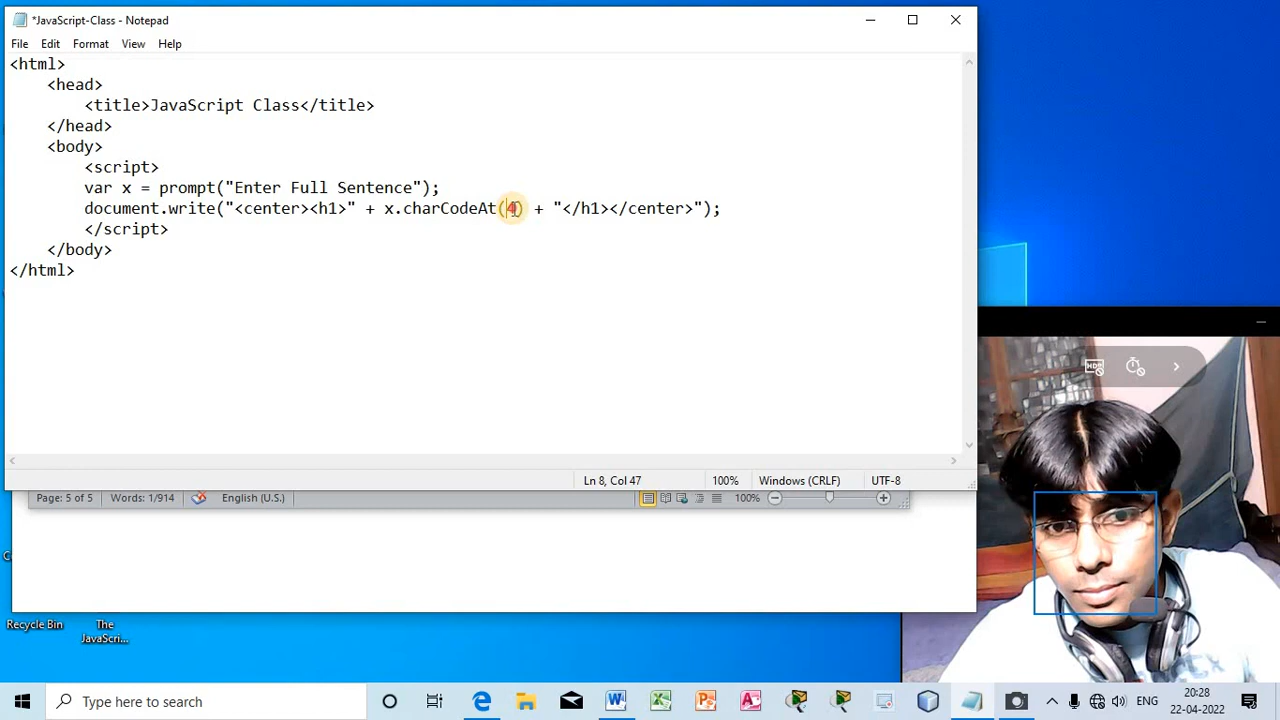 *JavaScript-Class - Notepad
File Edit Format View Help
<html>
<head>
<title>JavaScript Class</title>
</head>
<body>
<script>
var x = prompt("Enter Full Sentence");
document.write("<center><h1>" + x.charCodeAt(4) + "</h1></center>");
</script>
</body>
</html>
Ln 8, Col 47 100% Windows (CRLF) UTF-8
Page: 5 of 5 Words: 1/914 English (U.S.) 100%
HDR
Recycle Bin
The JavaScri...
Type here to search
ENG
20:28
22-04-2022